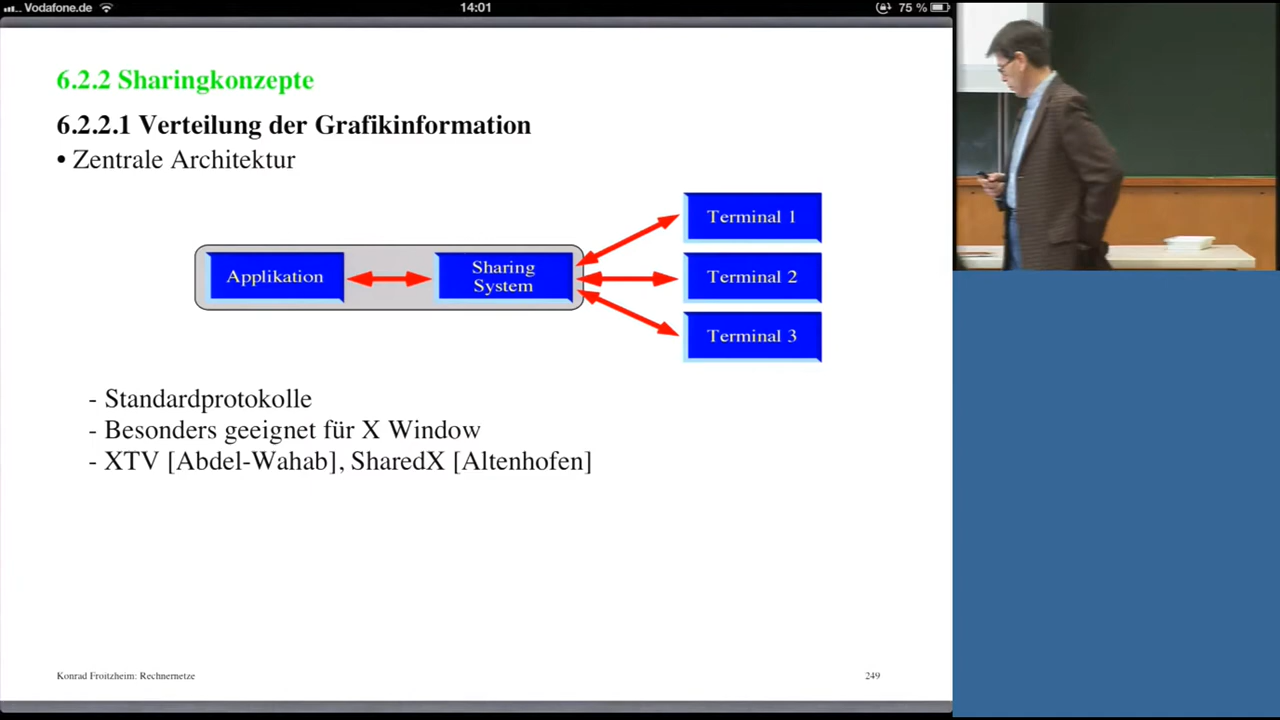 Vodafone.de
14:01
75 %
6.2.2 Sharingkonzepte
6.2.2.1 Verteilung der Grafikinformation
• Zentrale Architektur
Terminal 1
Applikation
Sharing
System
Terminal 2
Terminal 3
- Standardprotokolle
- Besonders geeignet für X Window
- XTV [Abdel-Wahab], SharedX [Altenhofen]
Konrad Froitzheim: Rechnernetze
249